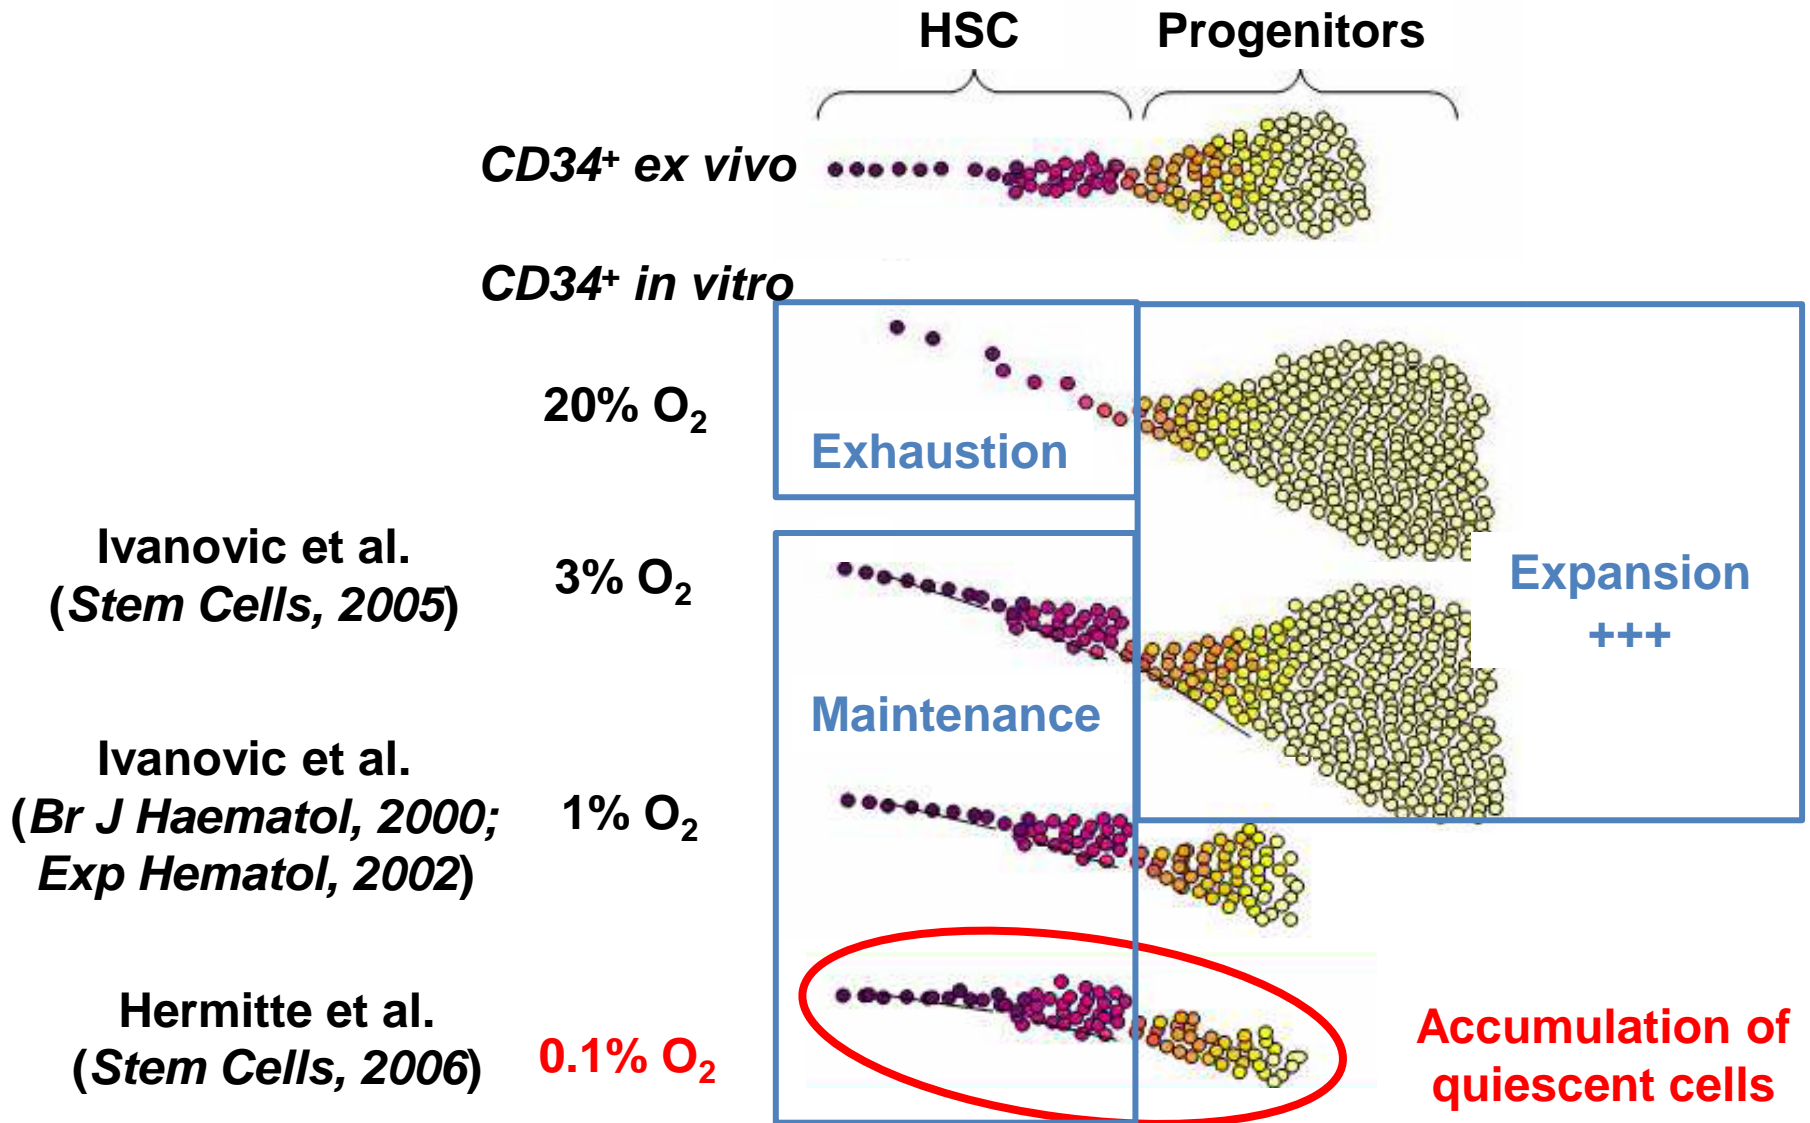 HSC Progenitors
CD34+ ex vivo
CD34+ in vitro
20% O2
Exhaustion
Ivanovic et al.
(Stem Cells, 2005)
3% O2
Expansion
+++
Maintenance
Ivanovic et al.
(Br J Haematol, 2000;
Exp Hematol, 2002)
1% O2
Hermitte et al.
(Stem Cells, 2006)
0.1% O2
Accumulation of
quiescent cells